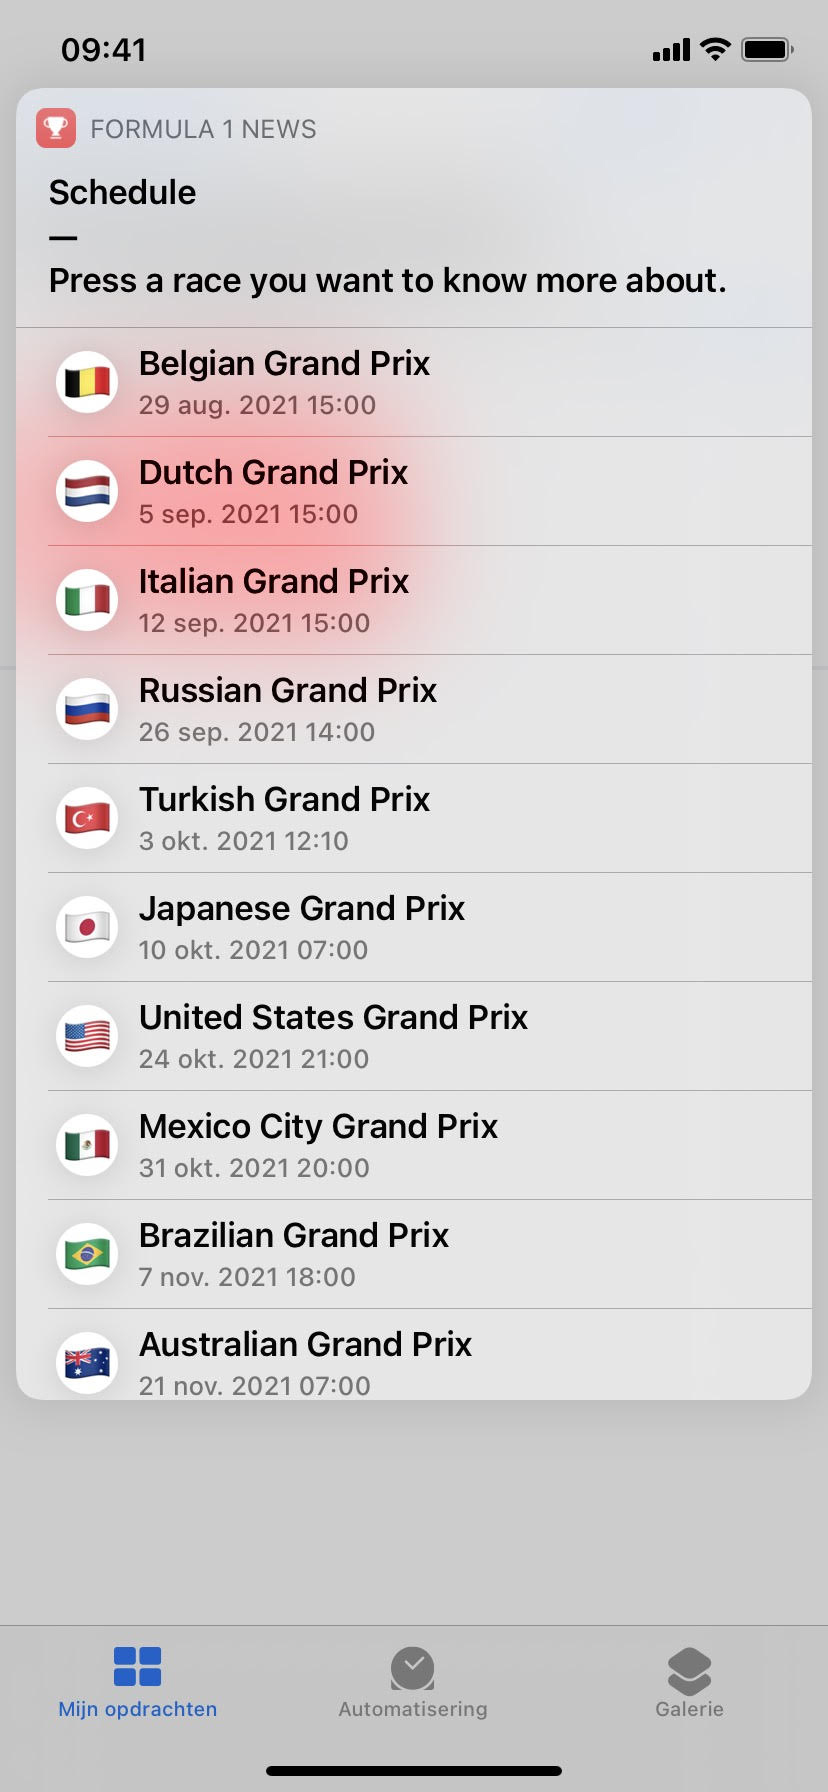 09:41
FORMULA 1 NEWS
Schedule
—
Press a race you want to know more about.
Belgian Grand Prix
29 aug. 2021 15:00
Dutch Grand Prix
5 sep. 2021 15:00
Italian Grand Prix
12 sep. 2021 15:00
Russian Grand Prix
26 sep. 2021 14:00
Turkish Grand Prix
3 okt. 2021 12:10
Japanese Grand Prix
10 okt. 2021 07:00
United States Grand Prix
24 okt. 2021 21:00
Mexico City Grand Prix
31 okt. 2021 20:00
Brazilian Grand Prix
7 nov. 2021 18:00
Australian Grand Prix
21 nov. 2021 07:00
Mijn opdrachten
Automatisering
Galerie